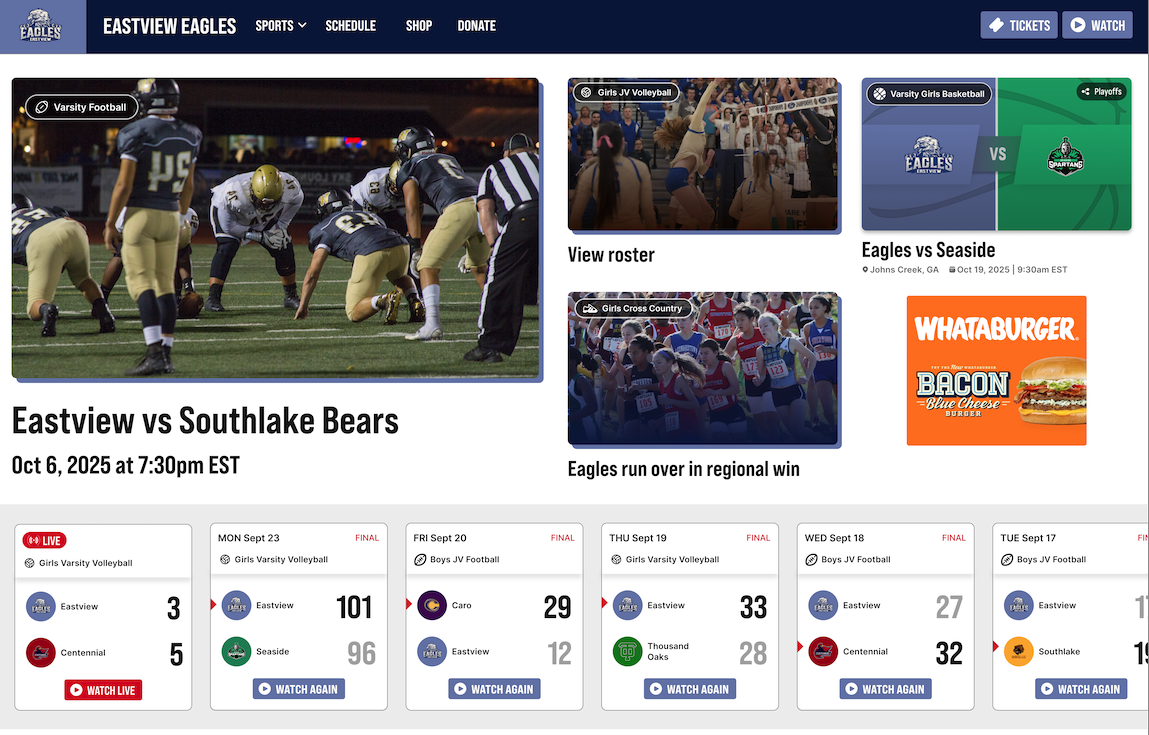 EAGLES
EASTVIEW
EASTVIEW EAGLES
SPORTS
SCHEDULE
SHOP
DONATE
TICKETS
WATCH
Varsity Football
Eastview vs Southlake Bears
Oct 6, 2025 at 7:30pm EST
Girls JV Volleyball
View roster
Girls Cross Country
Eagles run over in regional win
Varsity Girls Basketball
Playoffs
EAGLES
EASTVIEW
VS
SPARTANS
Eagles vs Seaside
Johns Creek, GA
Oct 19, 2025 | 9:30am EST
WHATABURGER
TRY THE New WHATABURGER
BACON
Blue Cheese
BURGER
LIVE
Girls Varsity Volleyball
Eastview 3
Centennial 5
WATCH LIVE
MON Sept 23 FINAL
Girls Varsity Volleyball
Eastview 101
Seaside 96
WATCH AGAIN
FRI Sept 20 FINAL
Boys JV Football
Caro 29
Eastview 12
WATCH AGAIN
THU Sept 19 FINAL
Girls Varsity Volleyball
Eastview 33
Thousand
Oaks 28
WATCH AGAIN
WED Sept 18 FINAL
Boys JV Football
Eastview 27
Centennial 32
WATCH AGAIN
TUE Sept 17
Boys JV Football
Eastview
Southlake
WATCH AGAIN